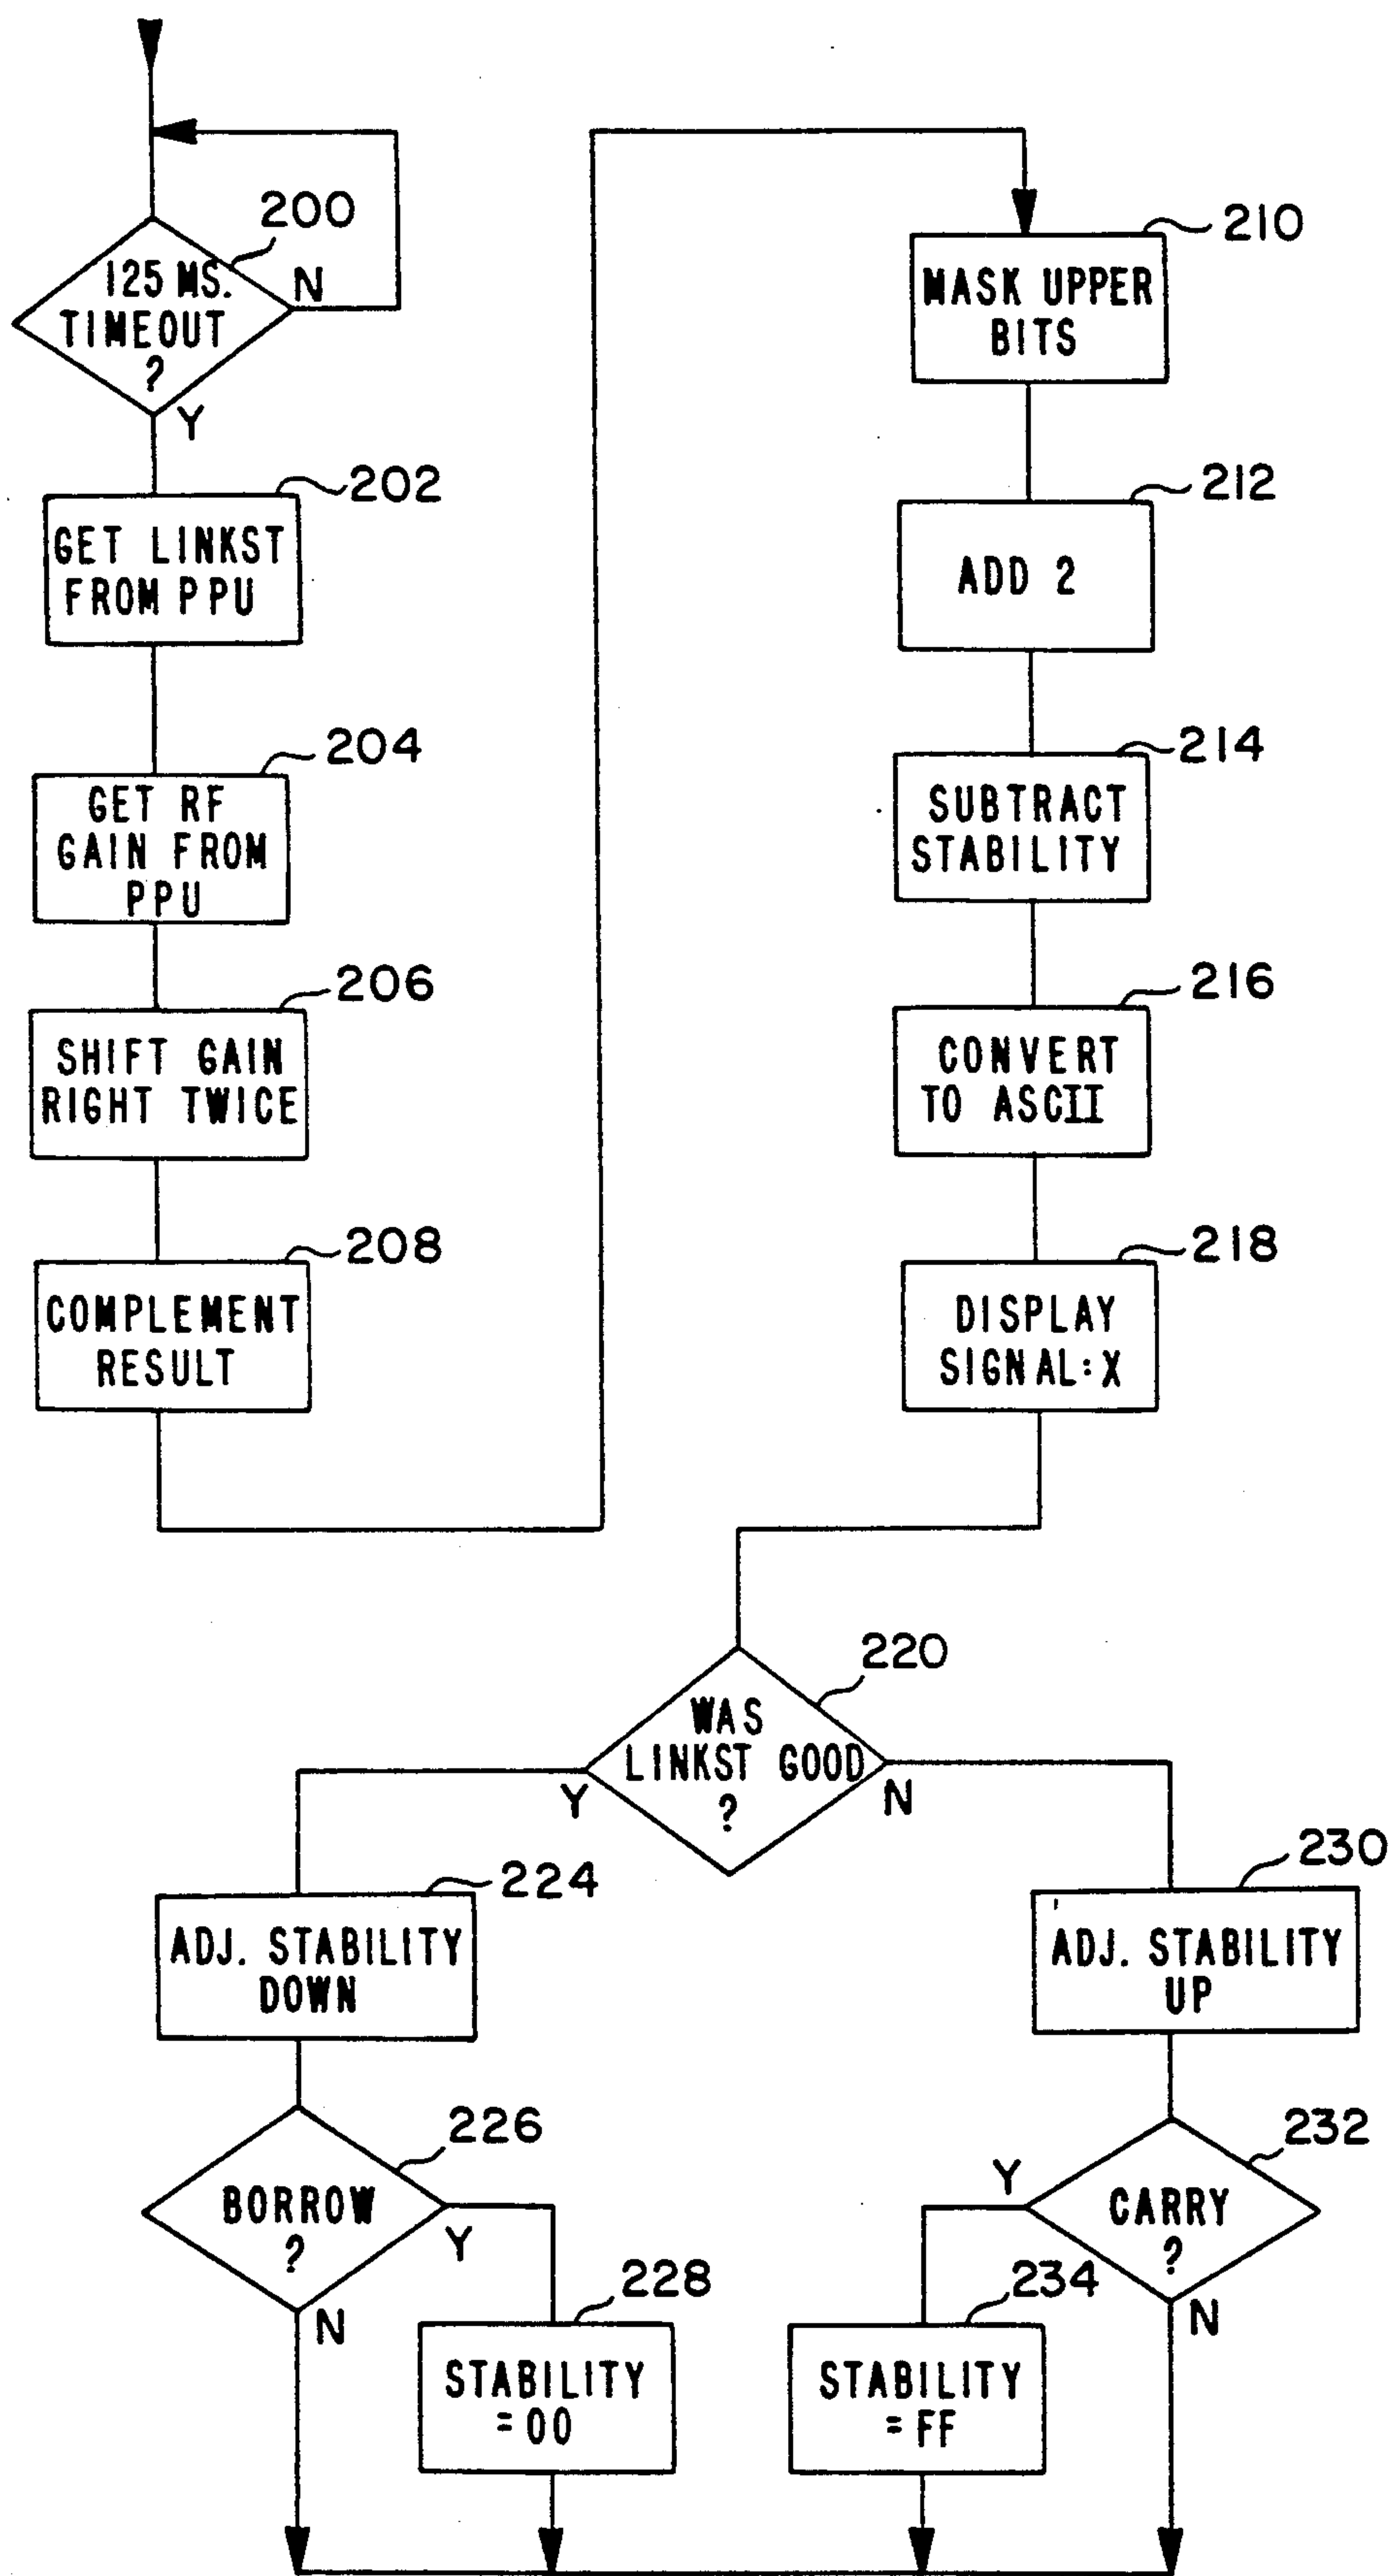 200
125 MS.
TIMEOUT
?
N
Y
202
GET LINKST
FROM PPU
204
GET RF
GAIN FROM
PPU
206
SHIFT GAIN
RIGHT TWICE
208
COMPLEMENT
RESULT
210
MASK UPPER
BITS
212
ADD 2
214
SUBTRACT
STABILITY
216
CONVERT
TO ASCII
218
DISPLAY
SIGNAL:X
220
WAS
LINKST GOOD
?
Y
N
224
ADJ. STABILITY
DOWN
226
BORROW
?
Y
N
228
STABILITY
=00
230
ADJ. STABILITY
UP
232
CARRY
?
Y
N
234
STABILITY
=FF